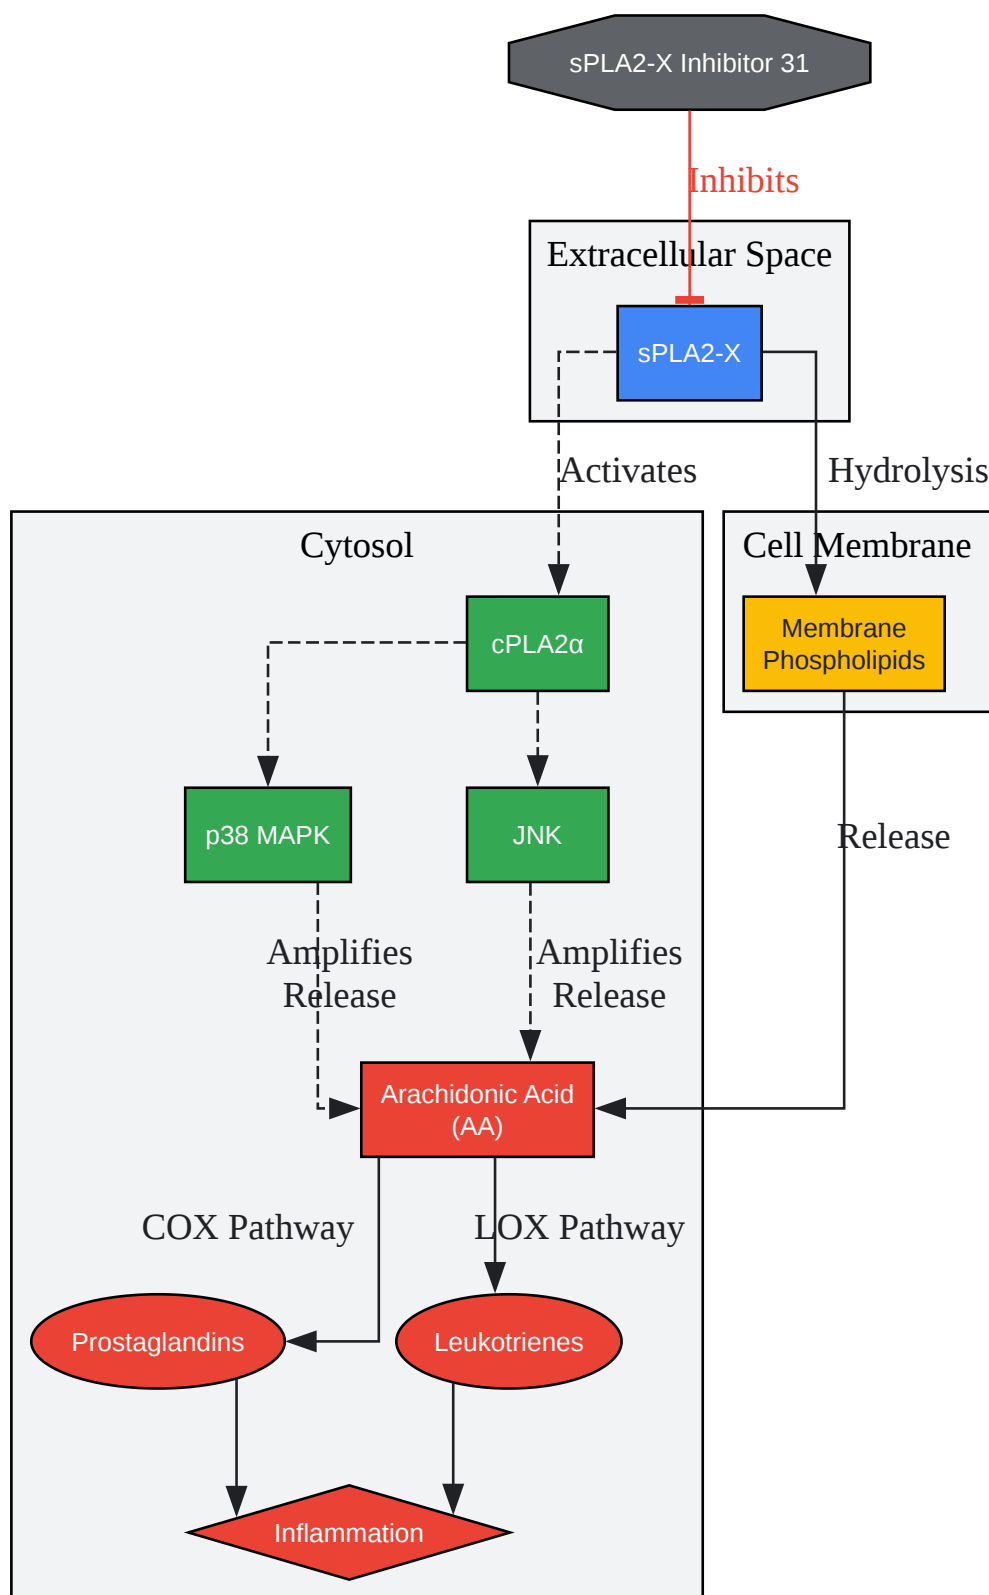 sPLA2-X Inhibitor 31
Inhibits
Extracellular Space
sPLA2-X
Activates
Hydrolysis
Cytosol
Cell Membrane
cPLA2α
Membrane
Phospholipids
p38 MAPK
JNK
Release
Amplifies
Release
Amplifies
Release
Arachidonic Acid
(AA)
COX Pathway
LOX Pathway
Prostaglandins
Leukotrienes
Inflammation